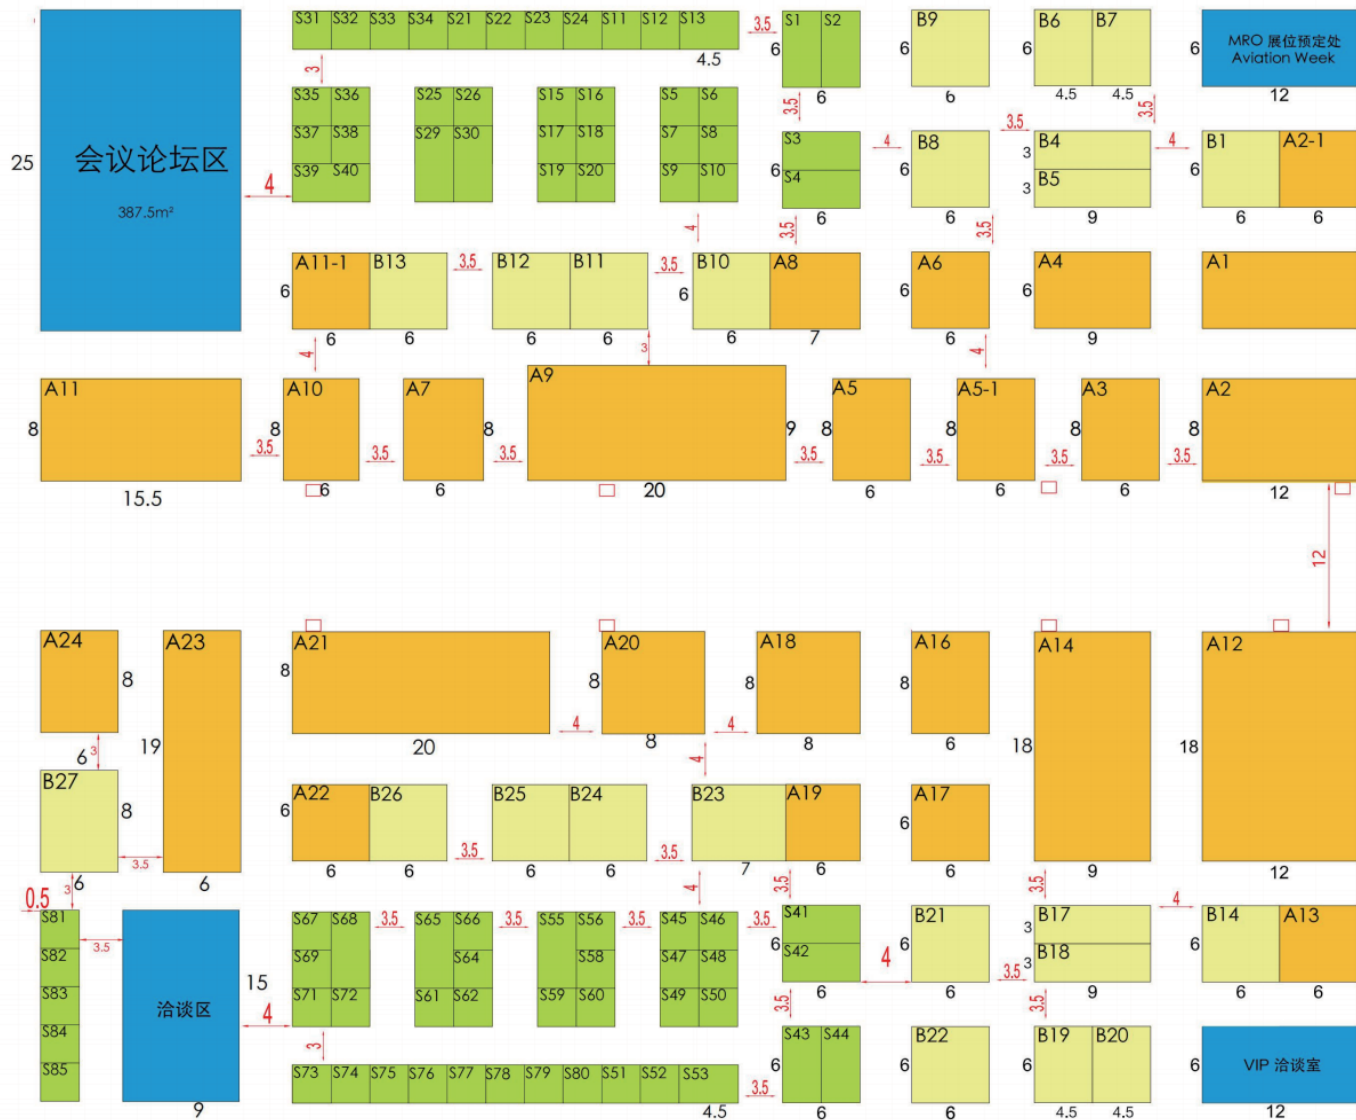 S31 S32 S33 S34 S21 S22 S23 S24 S11 S12 S13
3.5
S1 S2
B9
B6 B7
MRO 展位预定处
Aviation Week
6
6
6
6
4.5
3
6
6
4.5 4.5
12
3.5
3.5
S35 S36
S25 S26
S15 S16
S5 S6
S37 S38
S29 S30
S17 S18
S7 S8
S39 S40
S19 S20
S9 S10
25
会议论坛区
387.5m²
4
S3
S4
6
6
4
B8
6
6
3.5
B4
B5
3
3
9
4
B1
A2-1
6
6
6
4
3.5
3.5
A11-1
B13
3.5
B12
B11
3.5
B10
A8
A6
A4
A1
6
6
6
6
6
6
6
6
6
7
6
9
4
3
4
A11
A10
A7
A9
A5
A5-1
A3
A2
8
8
8
9
8
8
8
8
3.5
3.5
3.5
3.5
3.5
3.5
3.5
15.5
6
6
20
6
6
6
12
12
A24
A23
A21
A20
A18
A16
A14
A12
8
8
8
8
8
19
18
18
4
4
6
3
20
8
8
6
4
B27
8
A22
B26
B25
B24
B23
A19
A17
6
6
3.5
3.5
3.5
6
6
6
6
6
6
7
6
6
9
12
3
4
3.5
3.5
0.5
S81
S82
S83
S84
S85
3.5
洽谈区
15
9
4
S67 S68
S69
S71 S72
3.5
S65 S66
S64
S61 S62
3.5
S55 S56
S58
S59 S60
3.5
S45 S46
S47 S48
S49 S50
3.5
S41
S42
6
6
4
B21
6
6
3.5
B17
B18
3
3
9
4
B14
A13
6
6
6
3
3.5
3.5
S73 S74 S75 S76 S77 S78 S79 S80 S51 S52 S53
4.5
3.5
S43 S44
6
6
B22
6
6
B19 B20
4.5 4.5
VIP 洽谈室
6
12